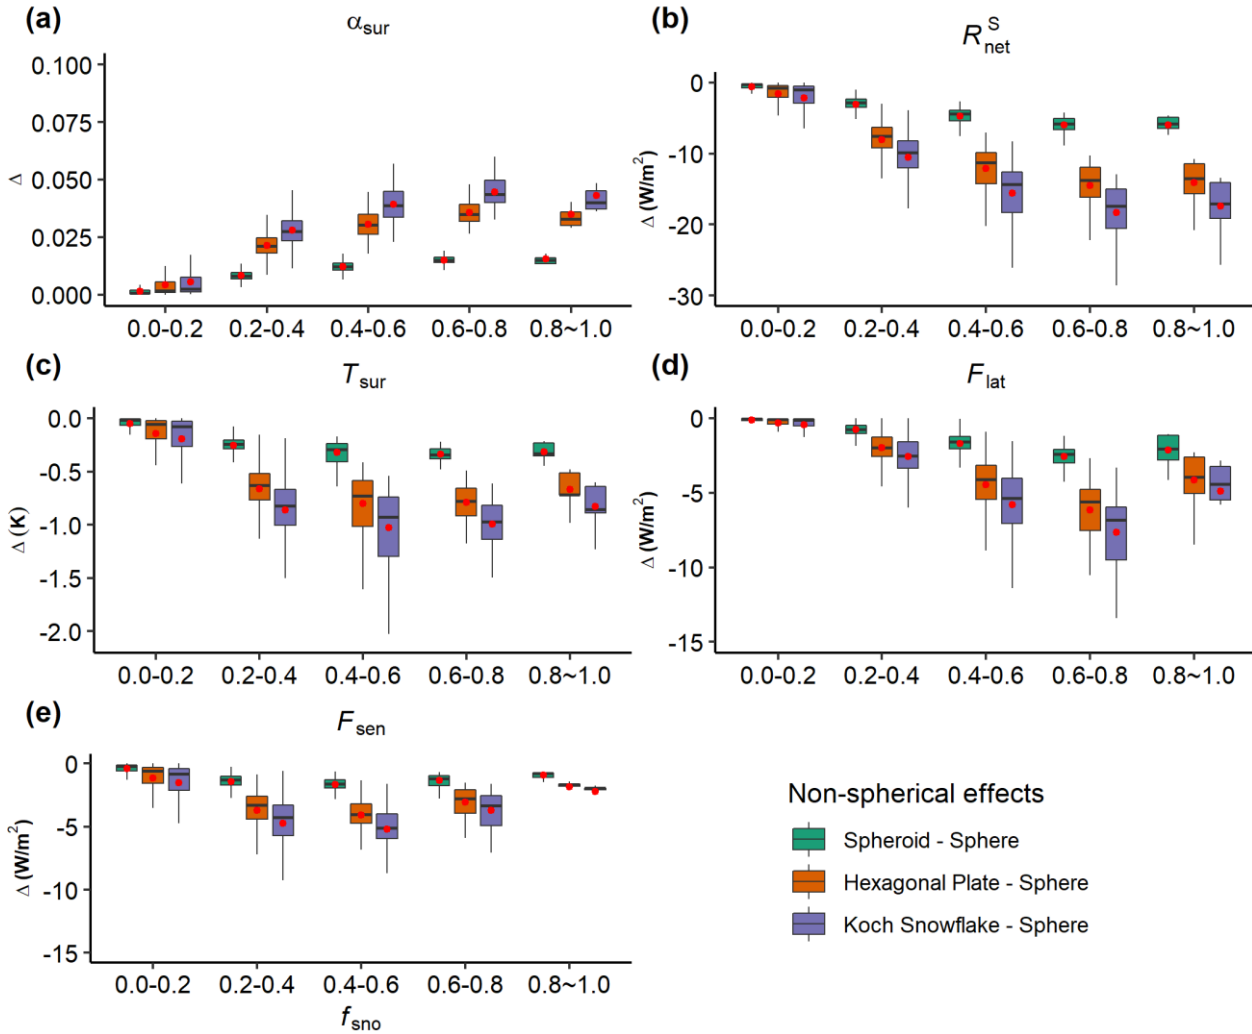 (a)
α_sur
0.100
0.075
0.050
0.025
0.000
Δ
0.0-0.2 0.2-0.4 0.4-0.6 0.6-0.8 0.8~1.0
(b)
R^S_net
0
-10
-20
-30
Δ (W/m²)
0.0-0.2 0.2-0.4 0.4-0.6 0.6-0.8 0.8~1.0
(c)
T_sur
0.0
-0.5
-1.0
-1.5
-2.0
Δ (K)
0.0-0.2 0.2-0.4 0.4-0.6 0.6-0.8 0.8~1.0
(d)
F_lat
0
-5
-10
-15
Δ (W/m²)
0.0-0.2 0.2-0.4 0.4-0.6 0.6-0.8 0.8~1.0
(e)
F_sen
0
-5
-10
-15
Δ (W/m²)
0.0-0.2 0.2-0.4 0.4-0.6 0.6-0.8 0.8~1.0
f_sno
Non-spherical effects
Spheroid - Sphere
Hexagonal Plate - Sphere
Koch Snowflake - Sphere